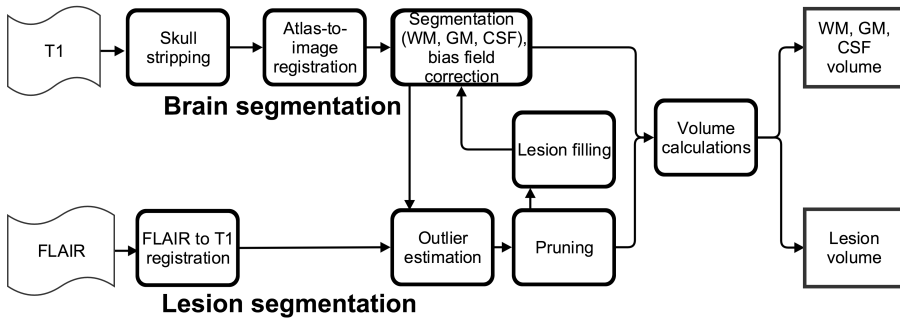 T1
Skull
stripping
Atlas-to-
image
registration
Segmentation
(WM, GM, CSF),
bias field
correction
WM, GM,
CSF
volume
Brain segmentation
Lesion filling
Volume
calculations
FLAIR
FLAIR to T1
registration
Outlier
estimation
Pruning
Lesion
volume
Lesion segmentation